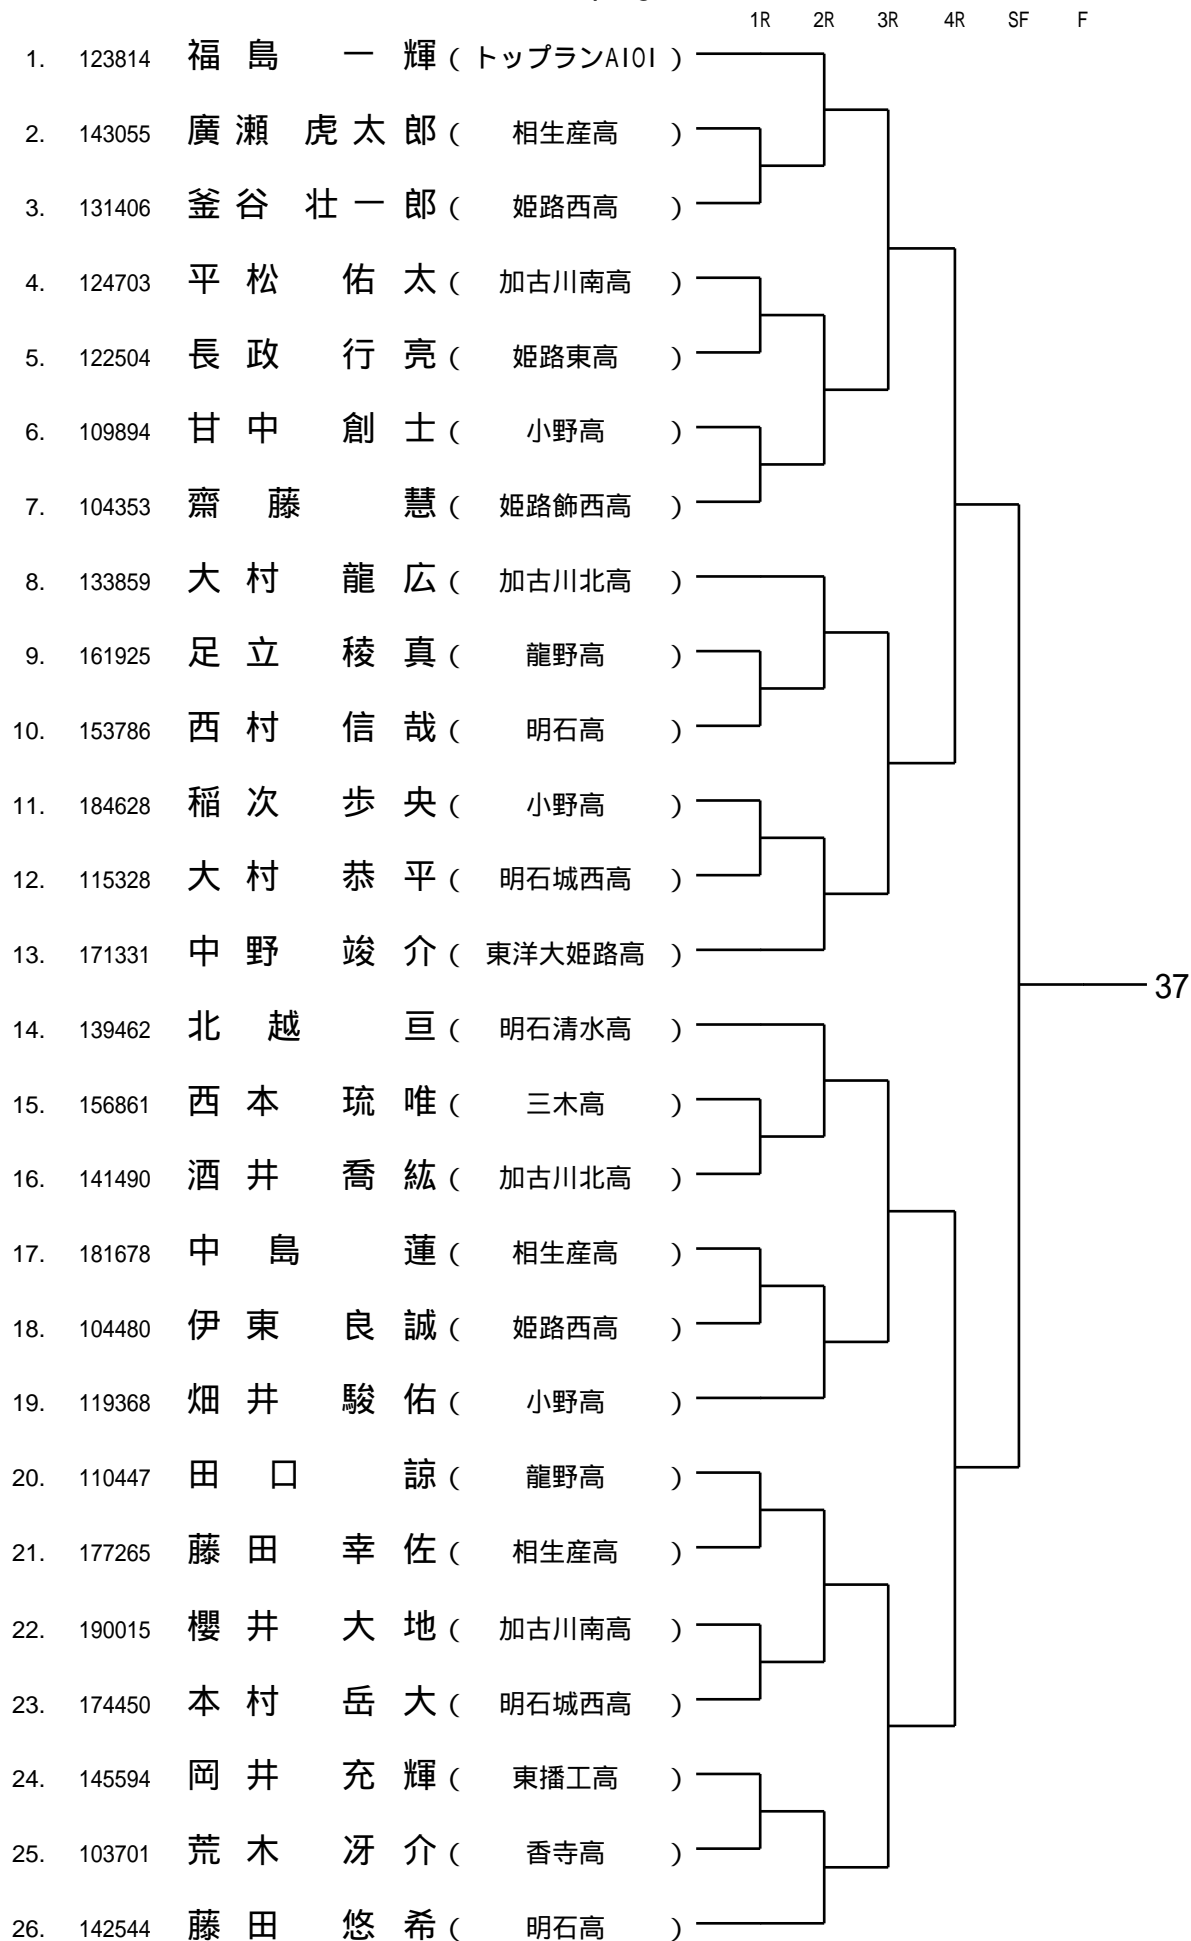 1R 2R 3R 4R SF F
1. 123814 福島 一輝 ( トップランAIOI )
2. 143055 廣瀬 虎太郎 ( 相生産高 )
3. 131406 釜谷 壮一郎 ( 姫路西高 )
4. 124703 平松 佑太 ( 加古川南高 )
5. 122504 長政 行亮 ( 姫路東高 )
6. 109894 甘中 創士 ( 小野高 )
7. 104353 齋藤 慧 ( 姫路飾西高 )
8. 133859 大村 龍広 ( 加古川北高 )
9. 161925 足立 稜真 ( 龍野高 )
10. 153786 西村 信哉 ( 明石高 )
11. 184628 稲次 歩央 ( 小野高 )
12. 115328 大村 恭平 ( 明石城西高 )
13. 171331 中野 竣介 ( 東洋大姫路高 )
37
14. 139462 北越 亘 ( 明石清水高 )
15. 156861 西本 琉唯 ( 三木高 )
16. 141490 酒井 喬紘 ( 加古川北高 )
17. 181678 中島 蓮 ( 相生産高 )
18. 104480 伊東 良誠 ( 姫路西高 )
19. 119368 畑井 駿佑 ( 小野高 )
20. 110447 田口 諒 ( 龍野高 )
21. 177265 藤田 幸佐 ( 相生産高 )
22. 190015 櫻井 大地 ( 加古川南高 )
23. 174450 本村 岳大 ( 明石城西高 )
24. 145594 岡井 充輝 ( 東播工高 )
25. 103701 荒木 冴介 ( 香寺高 )
26. 142544 藤田 悠希 ( 明石高 )